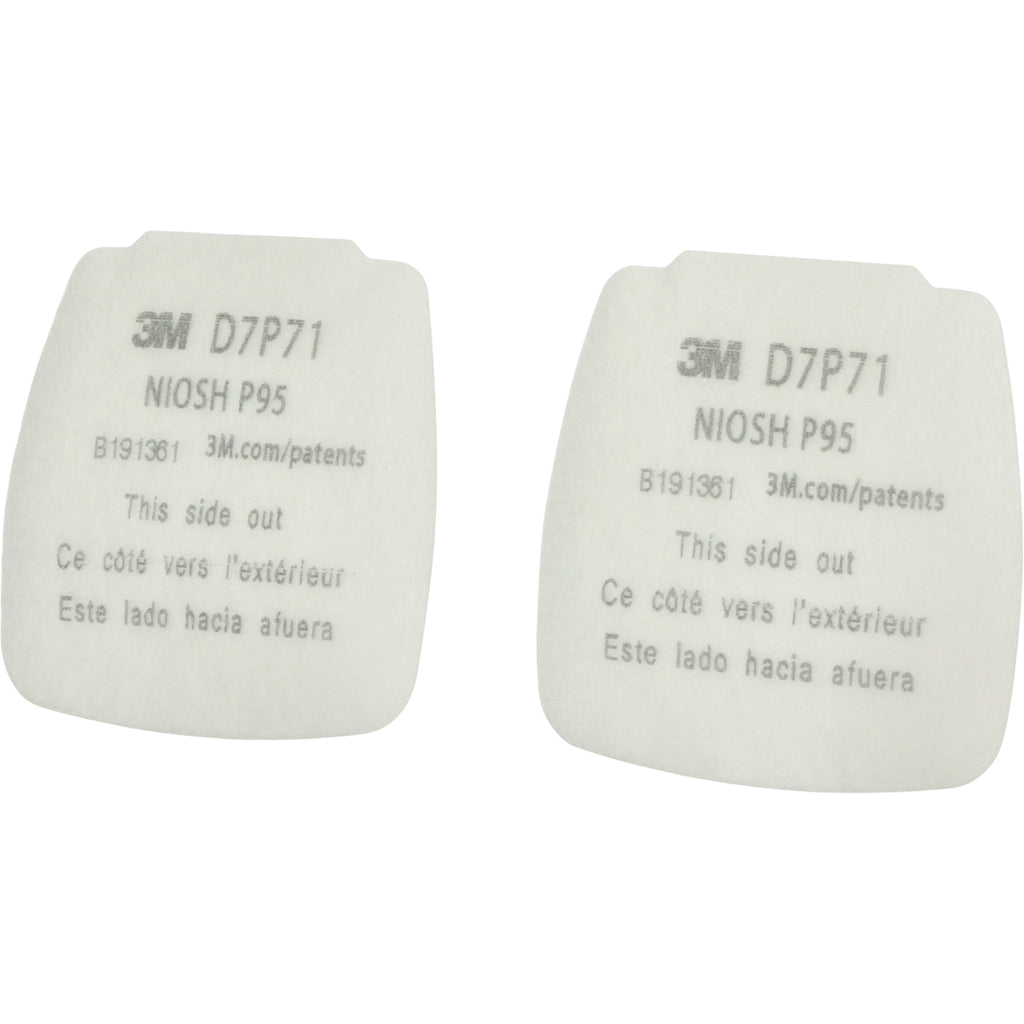 3M D7P71
NIOSH P95
B191361 3M.com/patents
This side out
Ce côté vers l'extérieur
Este lado hacia afuera
3M D7P71
NIOSH P95
B191361 3M.com/patents
This side out
Ce côté vers l'extérieur
Este lado hacia afuera